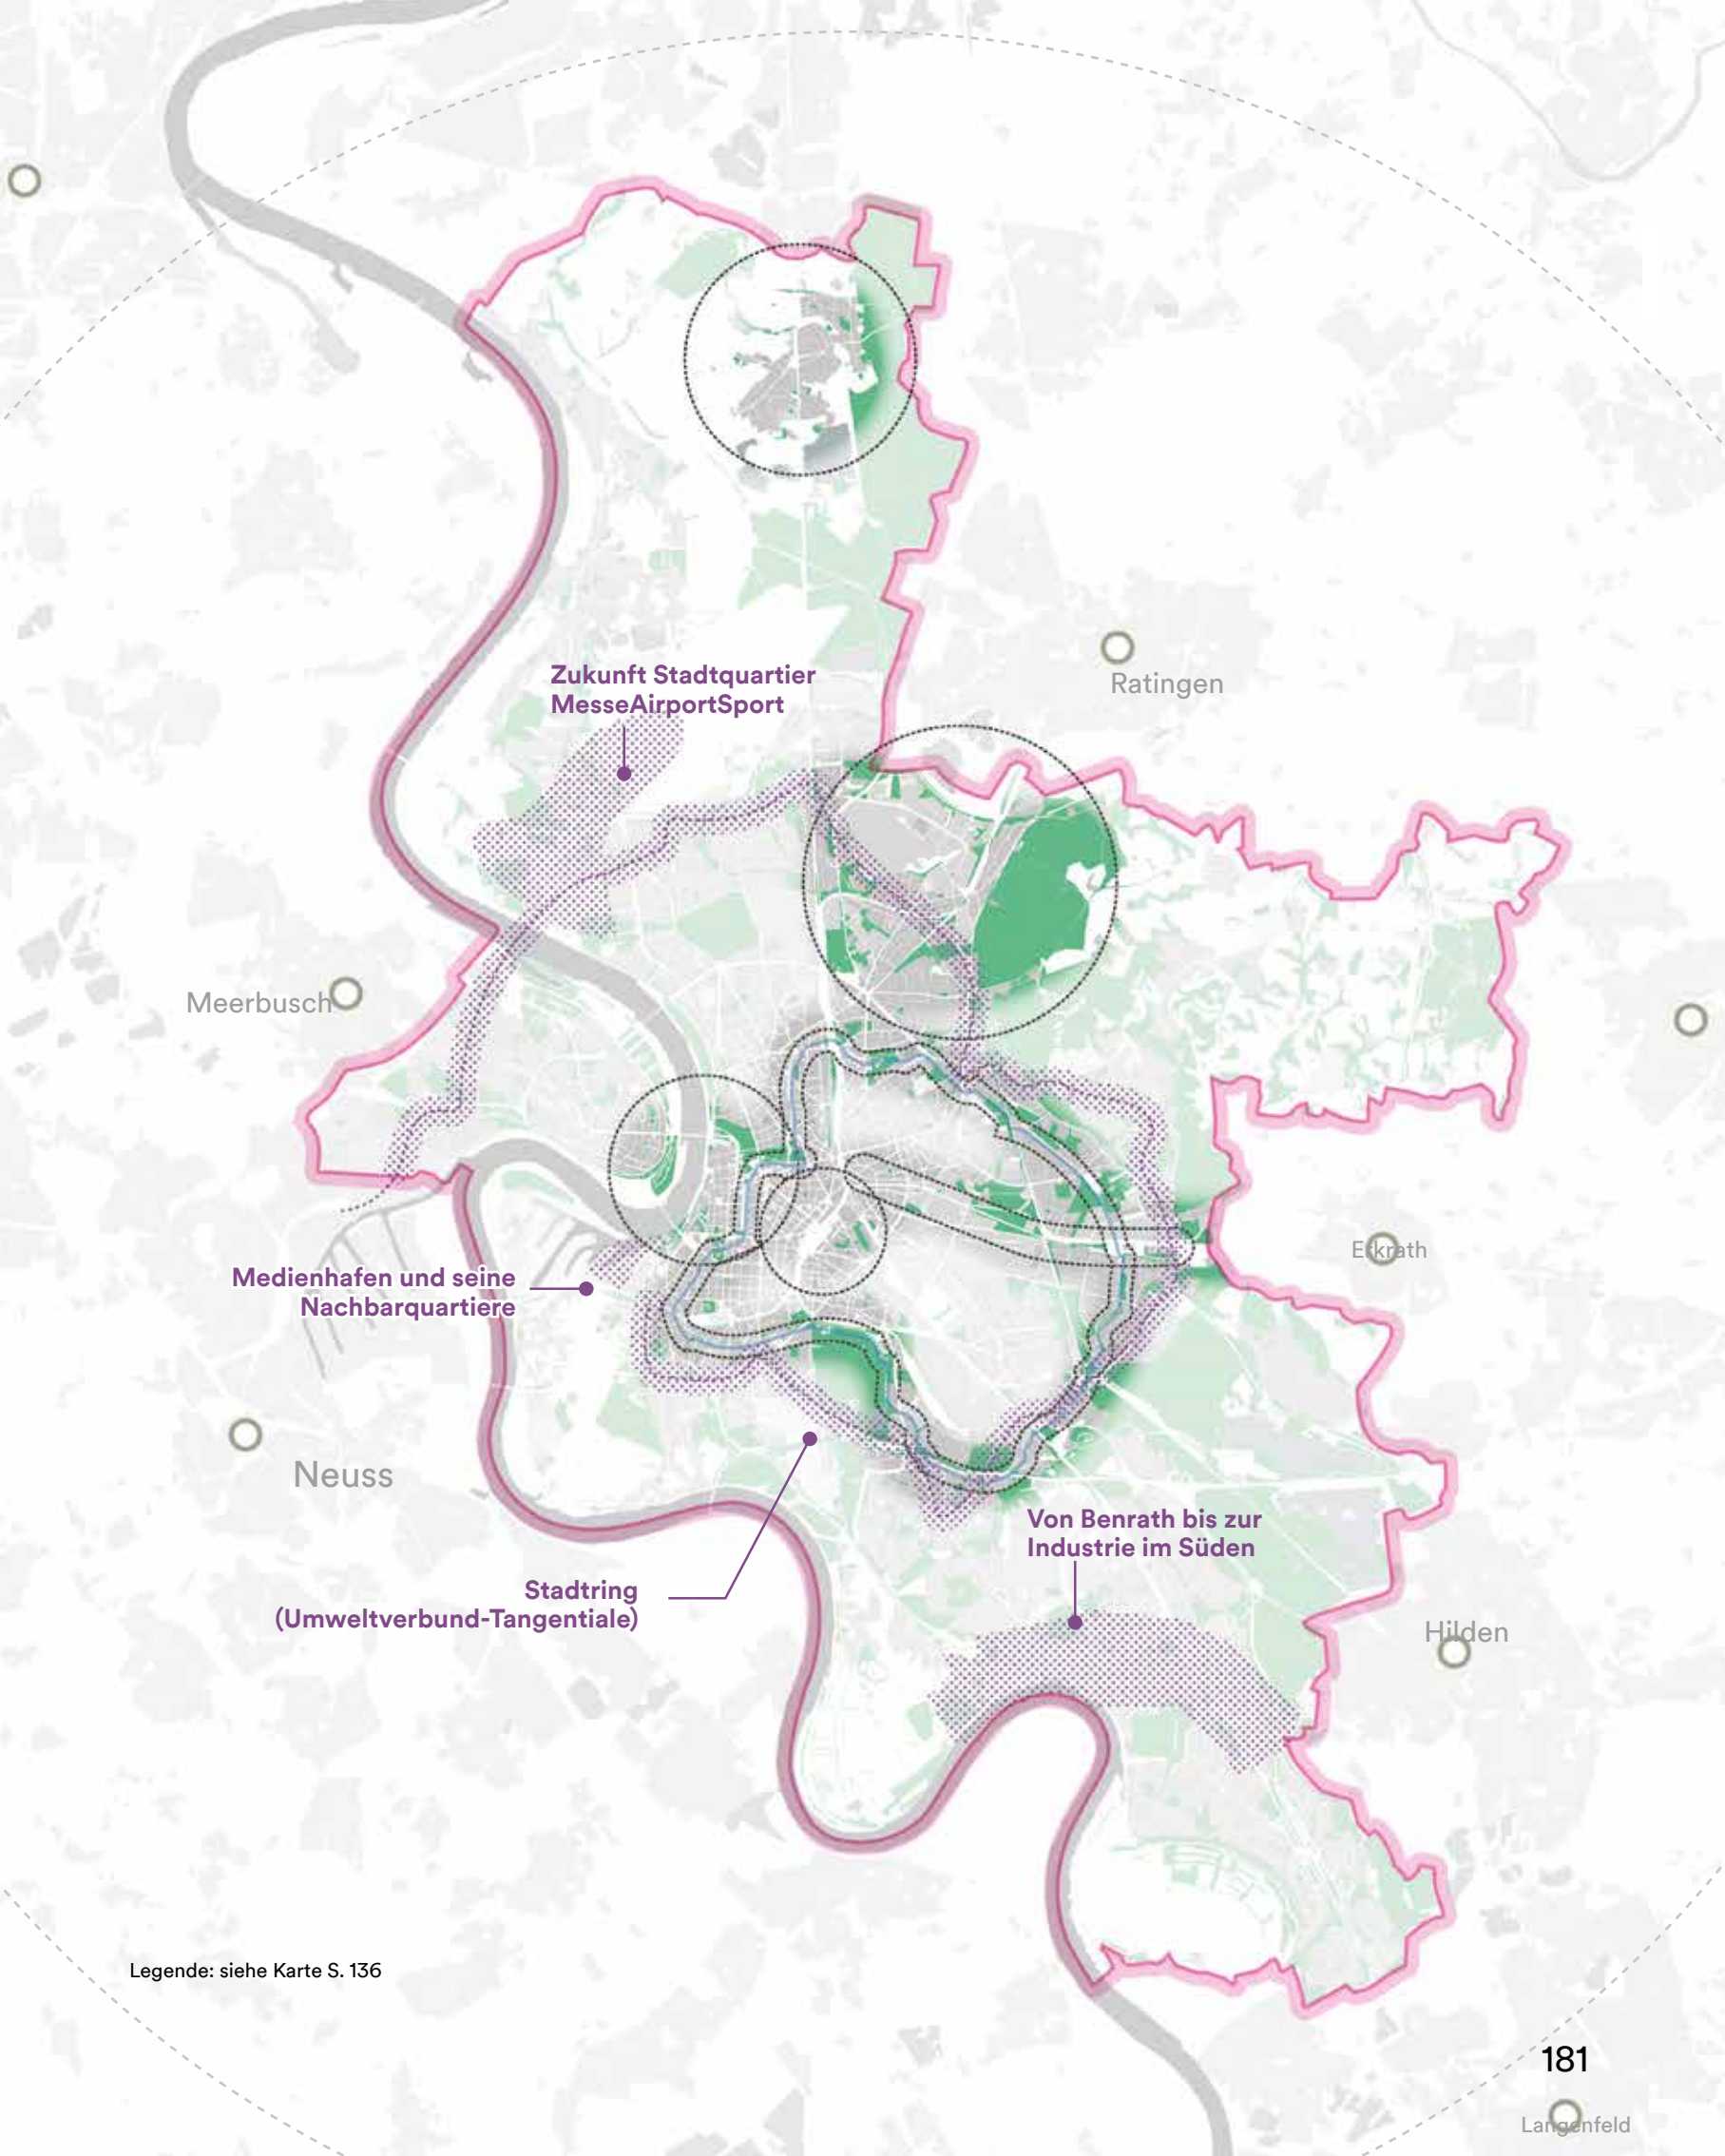 Zukunft Stadtquartier
MesseAirportSport
Ratingen
Meerbusch
Erkrath
Medienhafen und seine
Nachbarquartiere
Neuss
Von Benrath bis zur
Industrie im Süden
Stadtring
(Umweltverbund-Tangentiale)
Hilden
Legende: siehe Karte S. 136
181
Langenfeld